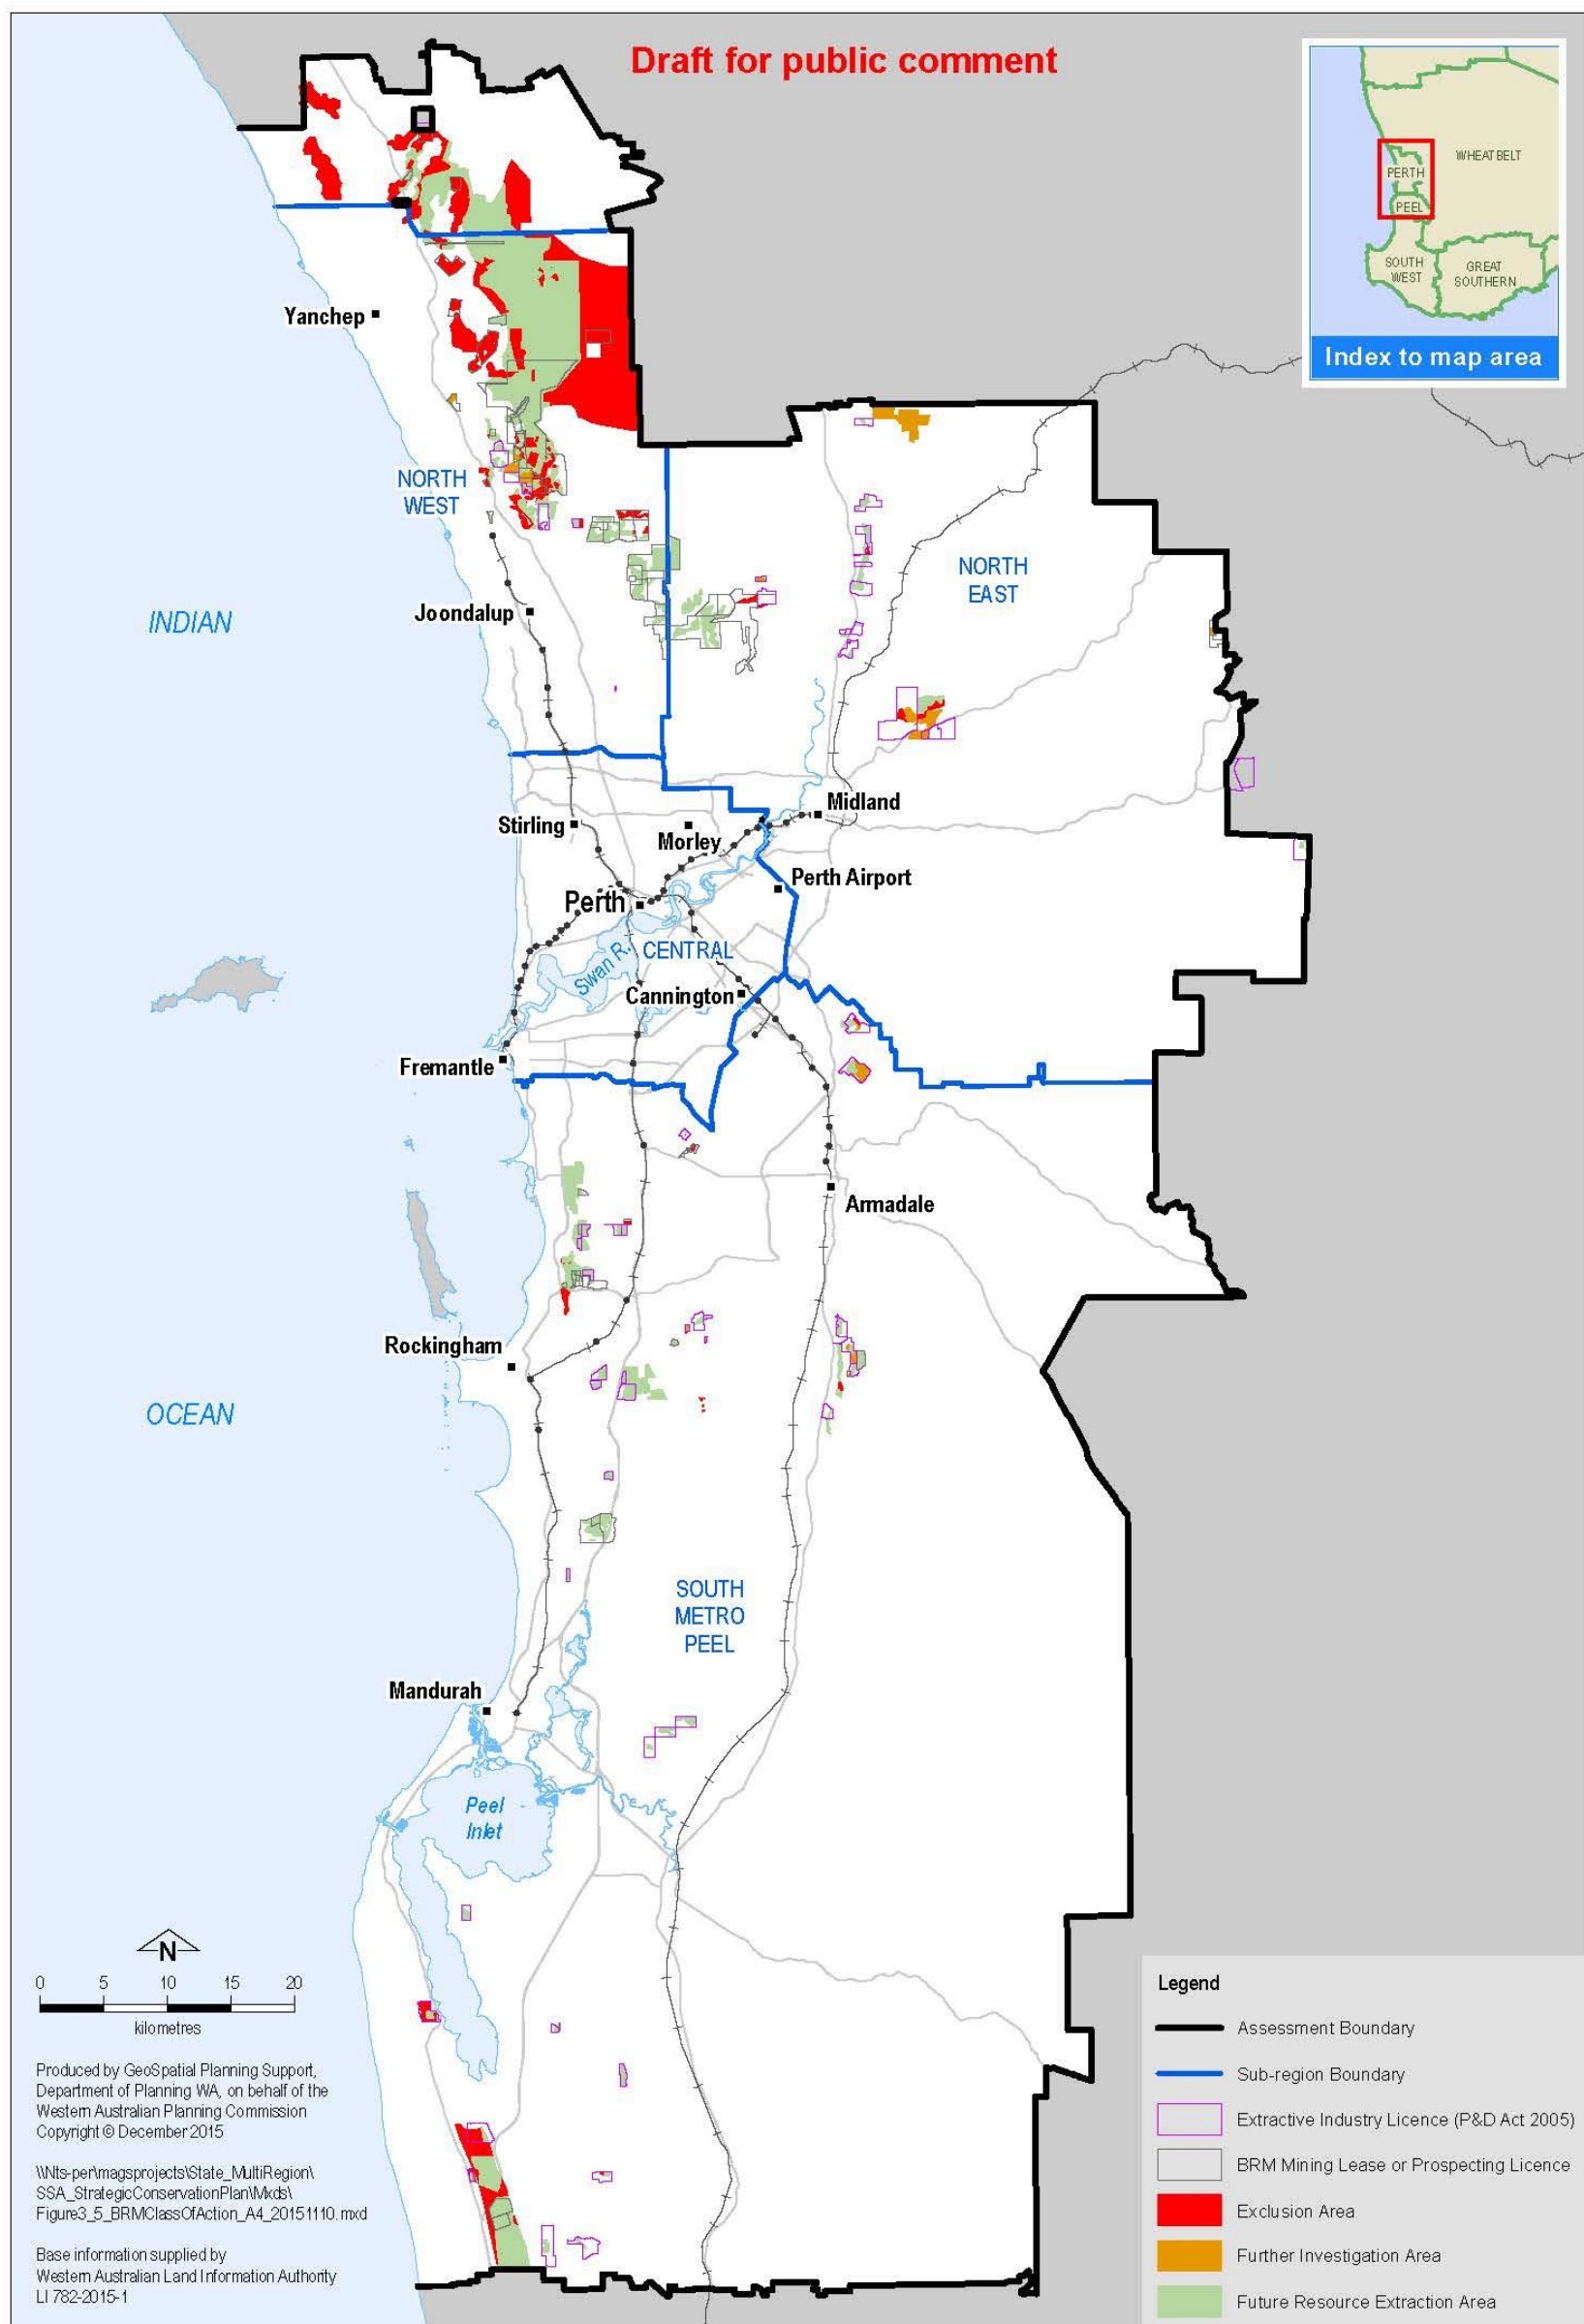 Draft for public comment
WHEATBELT
PERTH
PEEL
SOUTH
WEST
GREAT
SOUTHERN
Index to map area
Yanchep
NORTH
WEST
NORTH
EAST
INDIAN
Joondalup
Midland
Stirling
Morley
Perth Airport
Perth
Swan R.
CENTRAL
Cannington
Fremantle
Armadale
Rockingham
OCEAN
SOUTH
METRO
PEEL
Mandurah
Peel
Inlet
N
0 5 10 15 20
kilometres
Produced by GeoSpatial Planning Support,
Department of Planning WA, on behalf of the
Western Australian Planning Commission
Copyright © December 2015
\\Nts-per\magsprojects\State_MultiRegion\
SSA_StrategicConservationPlan\Mxds\
Figure3_5_BRMClassOfAction_A4_20151110.mxd
Base information supplied by
Western Australian Land Information Authority
LI 782-2015-1
Legend
Assessment Boundary
Sub-region Boundary
Extractive Industry Licence (P&D Act 2005)
BRM Mining Lease or Prospecting Licence
Exclusion Area
Further Investigation Area
Future Resource Extraction Area